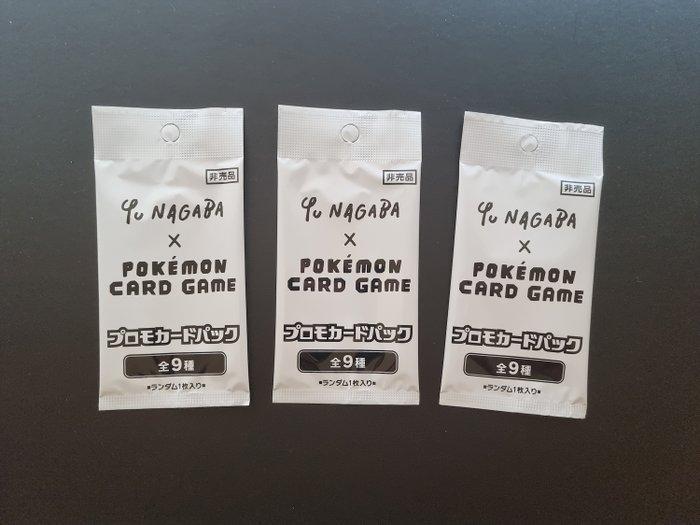 非売品
Yu NAGABA
×
POKÉMON
CARD GAME
プロモカードパック
全9種
■ランダム1枚入り■
非売品
Yu NAGABA
×
POKÉMON
CARD GAME
プロモカードパック
全9種
■ランダム1枚入り■
非売品
Yu NAGABA
×
POKÉMON
CARD GAME
プロモカードパック
全9種
■ランダム1枚入り■